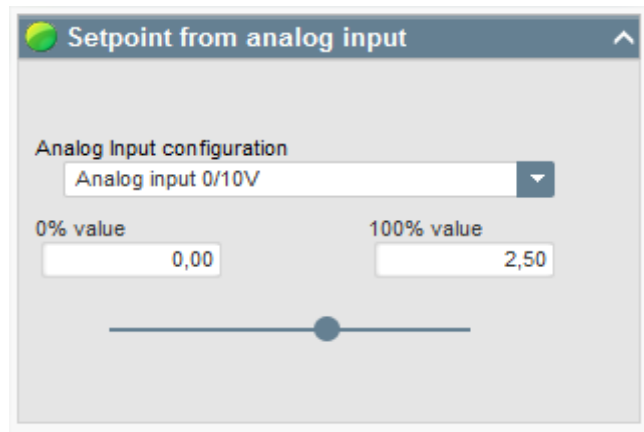 Setpoint from analog input
Analog Input configuration
Analog input 0/10V
0% value 100% value
0,00 2,50